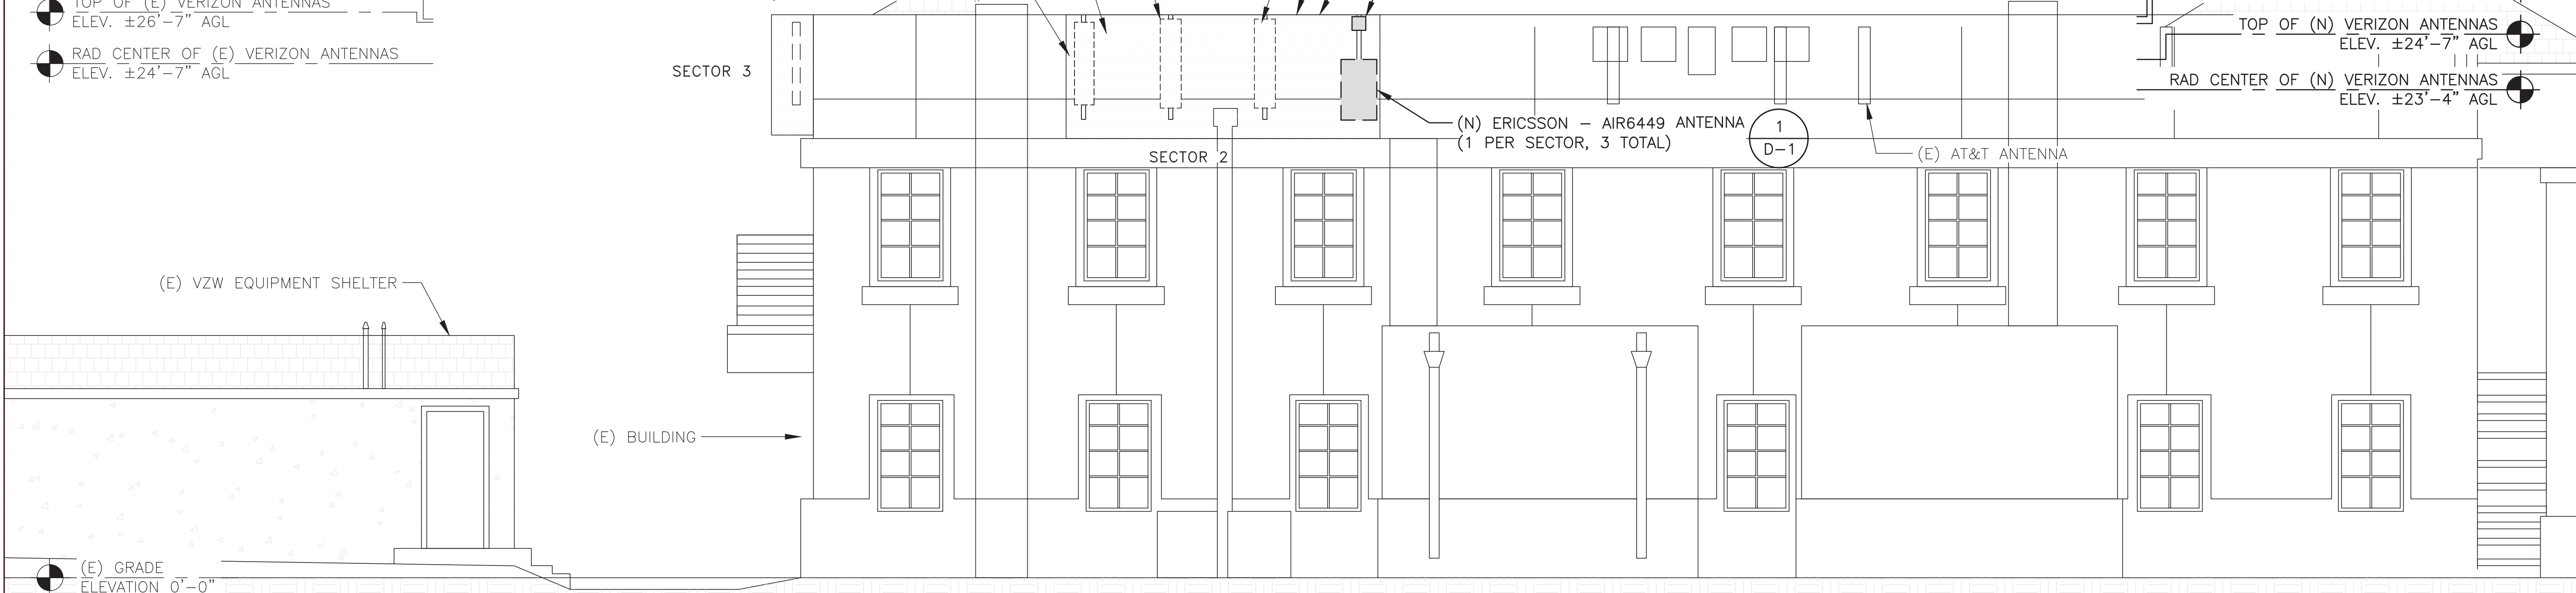 TOP OF (E) VERIZON ANTENNAS
ELEV. ±26'-7" AGL
RAD CENTER OF (E) VERIZON ANTENNAS
ELEV. ±24'-7" AGL
SECTOR 3
TOP OF (N) VERIZON ANTENNAS
ELEV. ±24'-7" AGL
RAD CENTER OF (N) VERIZON ANTENNAS
ELEV. ±23'-4" AGL
(N) ERICSSON - AIR6449 ANTENNA
(1 PER SECTOR, 3 TOTAL)
1
D-1
SECTOR 2
(E) AT&T ANTENNA
(E) VZW EQUIPMENT SHELTER
(E) BUILDING
(E) GRADE
ELEVATION 0'-0"